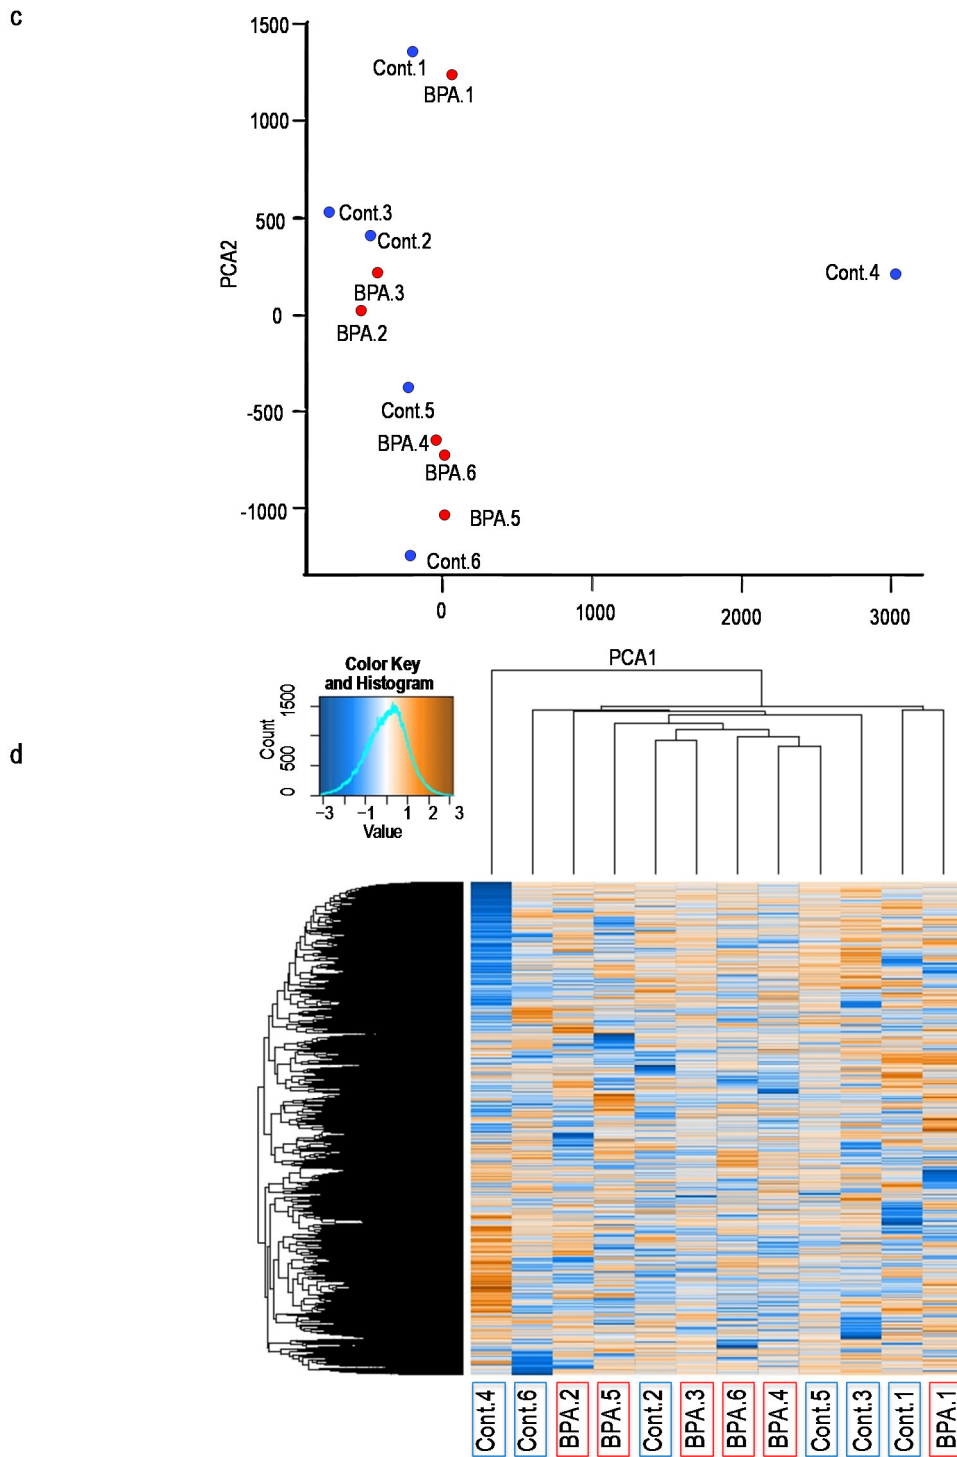 c
1500
Cont.1
BPA.1
1000
500
Cont.3
Cont.2
PCA2
Cont.4
BPA.3
0
BPA.2
-500
Cont.5
BPA.4
BPA.6
-1000
BPA.5
Cont.6
0
1000
2000
3000
PCA1
d
Color Key
and Histogram
Count
0 500 1500
−3 −1 1 2 3
Value
Cont.4 Cont.6 BPA.2 BPA.5 Cont.2 BPA.3 BPA.6 BPA.4 Cont.5 Cont.3 Cont.1 BPA.1